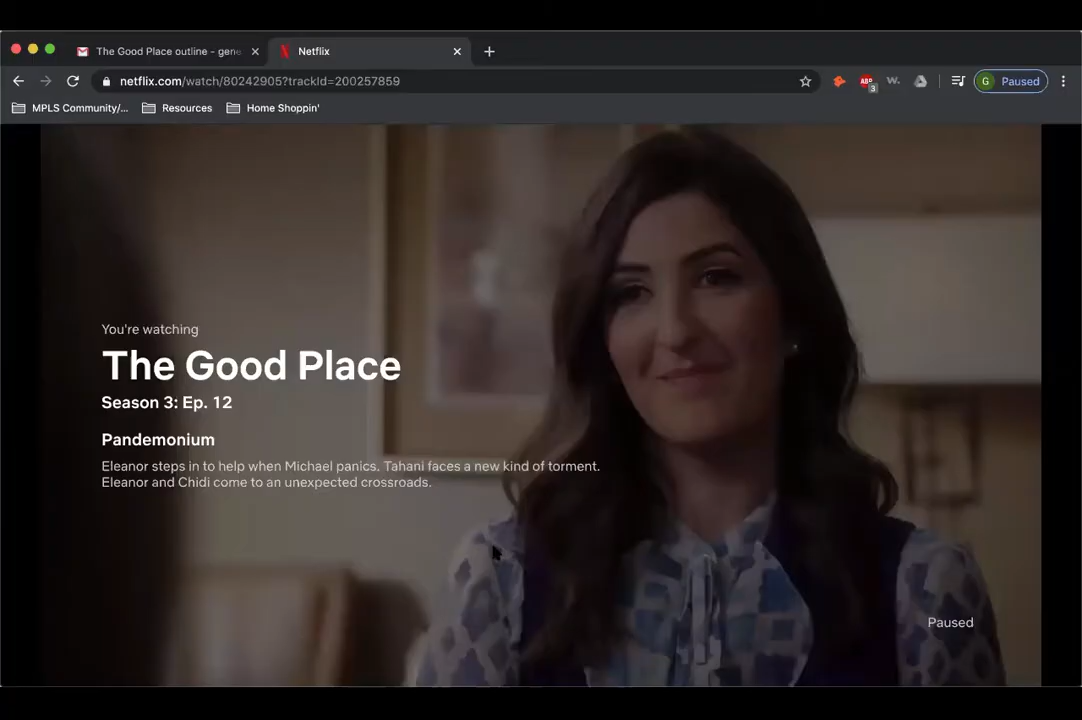 The Good Place outline - gene
Netflix
netflix.com/watch/80242905?trackId=200257859
ABP
3
W.
G
Paused
MPLS Community/...
Resources
Home Shoppin'
You're watching
The Good Place
Season 3: Ep. 12
Pandemonium
Eleanor steps in to help when Michael panics. Tahani faces a new kind of torment.
Eleanor and Chidi come to an unexpected crossroads.
Paused